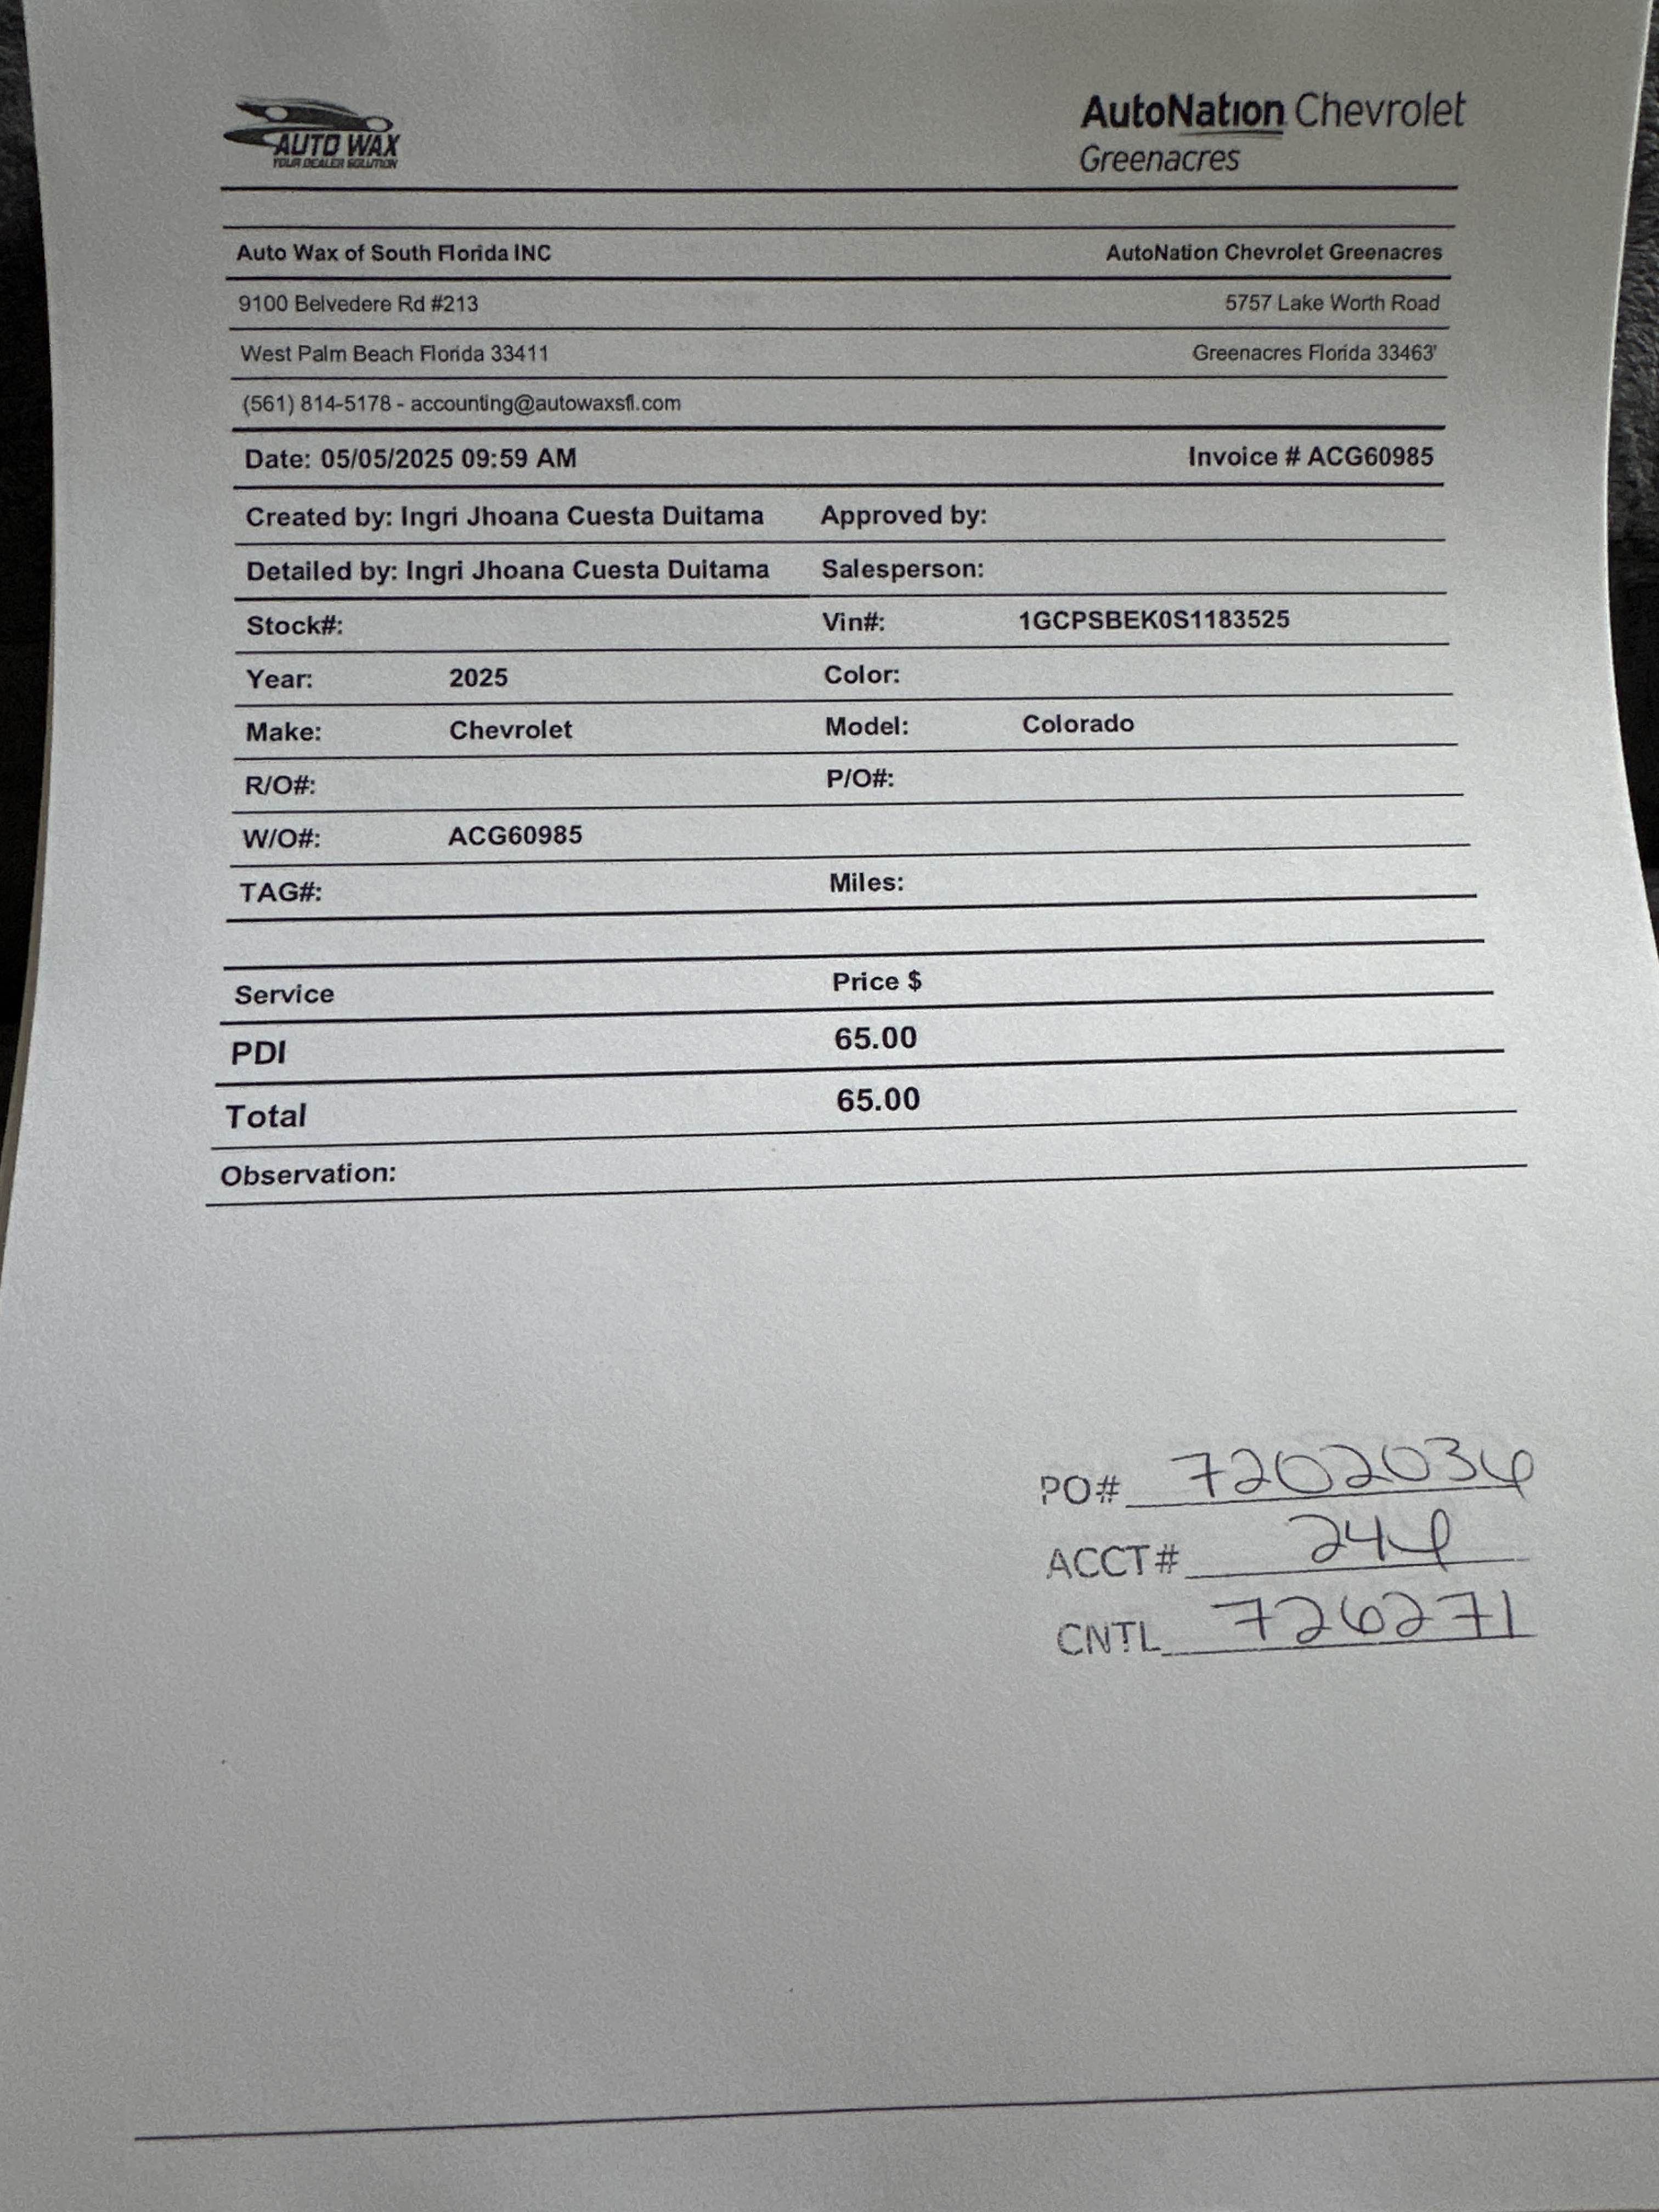 AUTO WAX
YOUR DEALER SOLUTION
AutoNation Chevrolet
Greenacres
Auto Wax of South Florida INC AutoNation Chevrolet Greenacres
9100 Belvedere Rd #213 5757 Lake Worth Road
West Palm Beach Florida 33411 Greenacres Florida 33463'
(561) 814-5178 - accounting@autowaxsfl.com
Date: 05/05/2025 09:59 AM Invoice # ACG60985
Created by: Ingri Jhoana Cuesta Duitama Approved by:
Detailed by: Ingri Jhoana Cuesta Duitama Salesperson:
Stock#: Vin#: 1GCPSBEK0S1183525
Year: 2025 Color:
Make: Chevrolet Model: Colorado
R/O#: P/O#:
W/O#: ACG60985
TAG#: Miles:
Service Price $
PDI 65.00
Total 65.00
Observation:
PO# 7202036
ACCT#
CNTL 726271